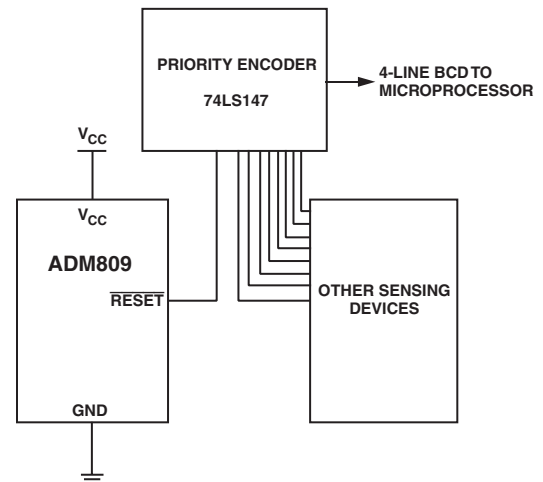 PRIORITY ENCODER
74LS147
4-LINE BCD TO
MICROPROCESSOR
VCC
VCC
ADM809
RESET
OTHER SENSING
DEVICES
GND